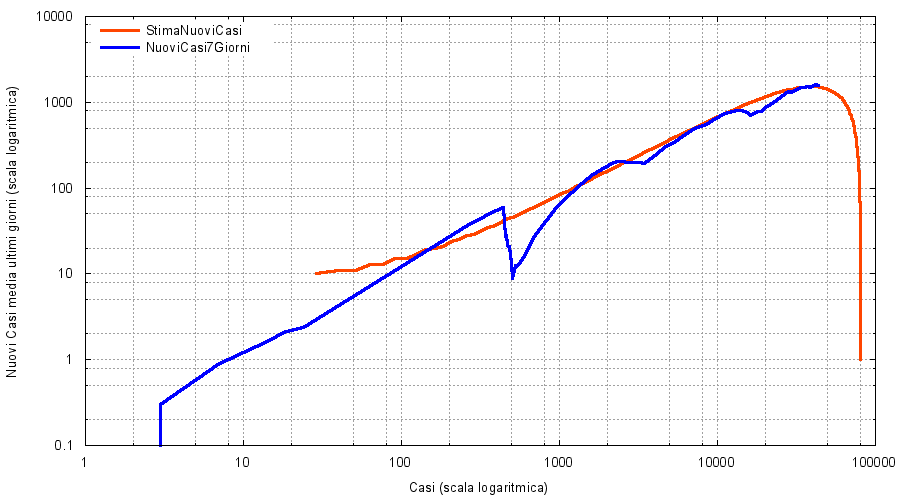 10000
StimaNuoviCasi
NuoviCasi7Giorni
1000
100
10
1
0.1
Nuovi Casi media ultimi giorni (scala logaritmica)
1 10 100 1000 10000 100000
Casi (scala logaritmica)